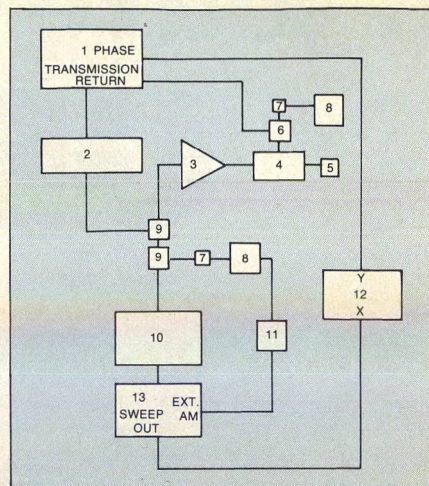 1 PHASE
TRANSMISSION
RETURN
7
8
6
2
3
4
5
9
9
7
8
Y
12
X
10
11
13 EXT.
SWEEP AM
OUT